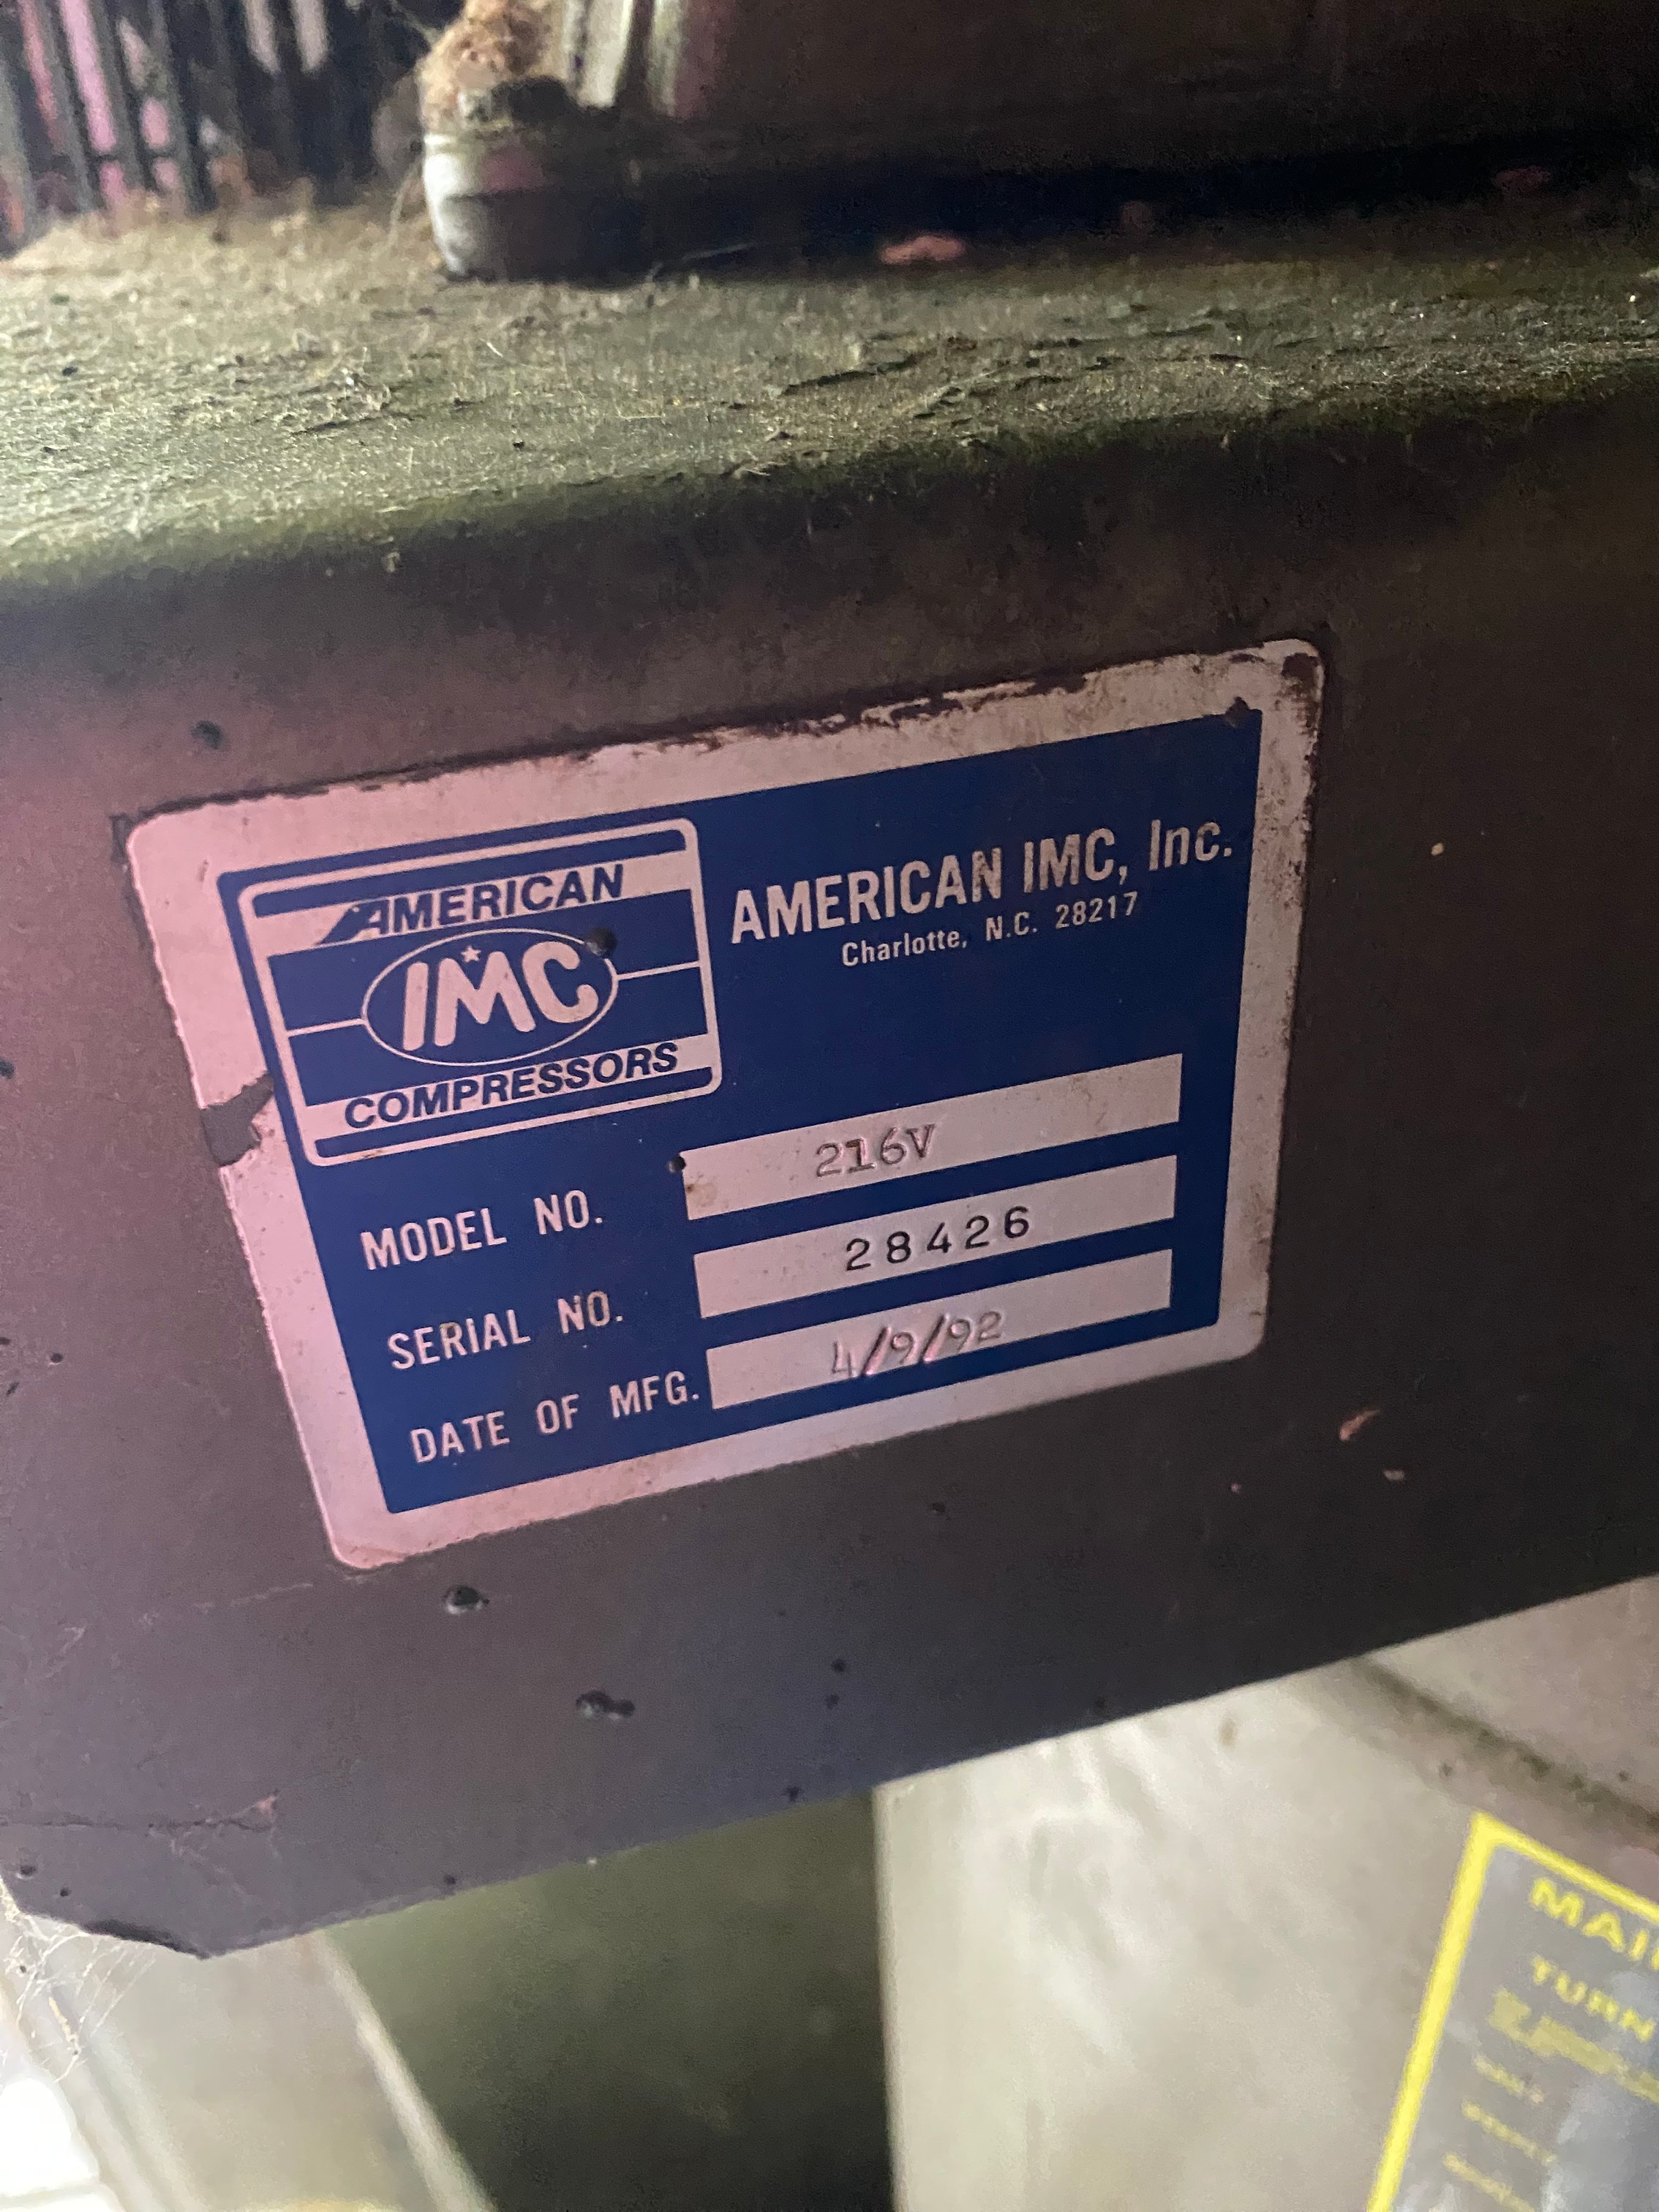 AMERICAN
IMC
COMPRESSORS
AMERICAN IMC, Inc.
Charlotte, N.C. 28217
MODEL NO. 216V
SERIAL NO. 28426
DATE OF MFG. 4/9/92
TURN